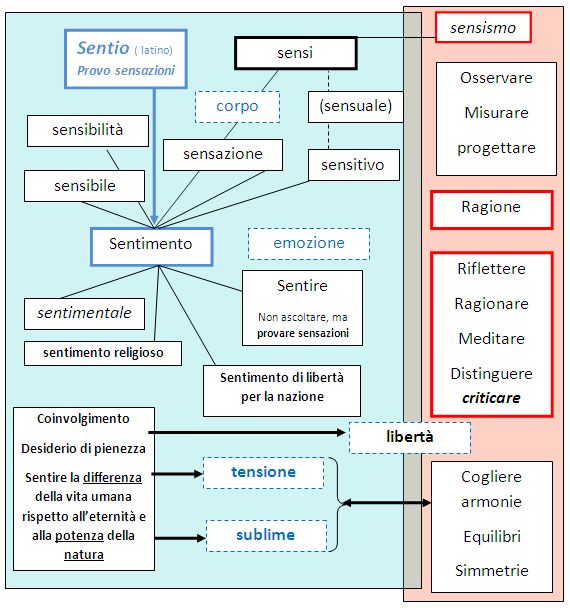 Sentio ( latino)
Provo sensazioni
sensi
sensismo
corpo
(sensuale)
sensibilità
sensazione
sensitivo
sensibile
Sentimento
emozione
Osservare
Misurare
progettare
Ragione
Riflettere
Ragionare
Meditare
Distinguere
criticare
sentimentale
Sentire
Non ascoltare, ma
provare sensazioni
sentimento religioso
Sentimento di libertà
per la nazione
Coinvolgimento
Desiderio di pienezza
Sentire la differenza
della vita umana
rispetto all'eternità e
alla potenza della
natura
libertà
tensione
sublime
Cogliere
armonie
Equilibri
Simmetrie